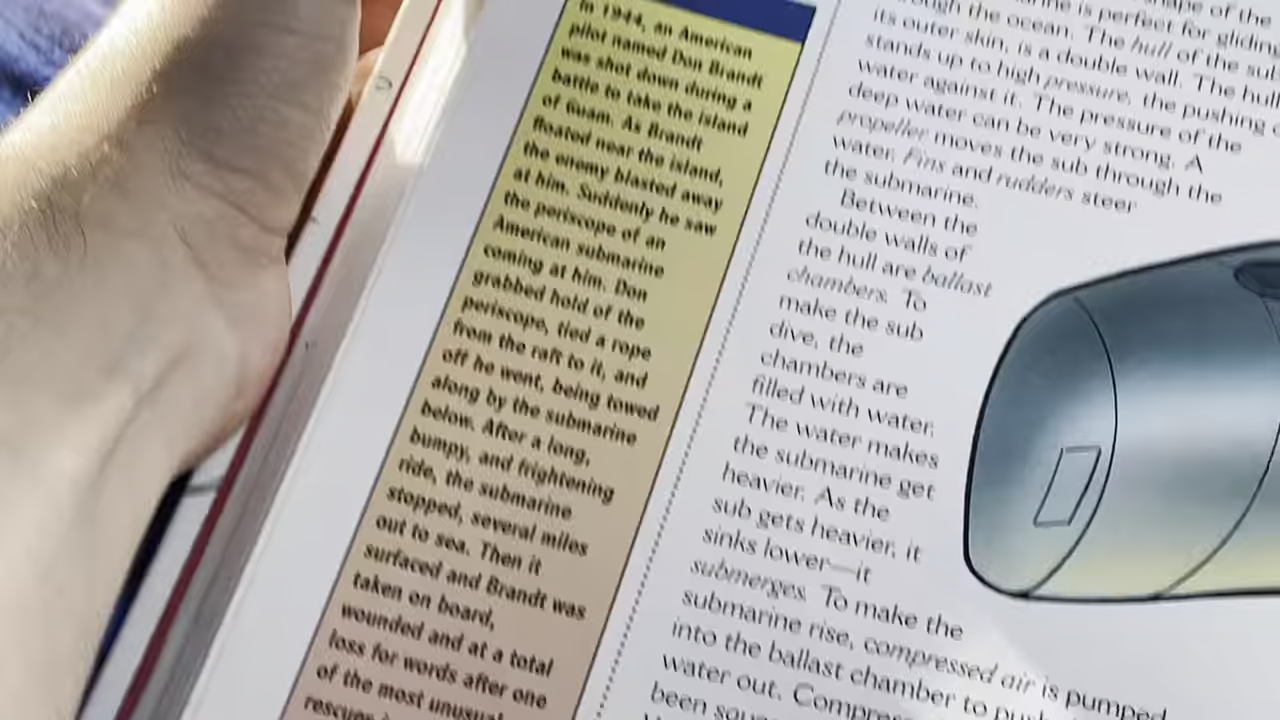 In 1944, an American
pilot named Don Brandt
was shot down during a
battle to take the island
of Guam. As Brandt
floated near the island,
the enemy blasted away
at him. Suddenly he saw
the periscope of an
American submarine
coming at him. Don
grabbed hold of the
periscope, tied a rope
from the raft to it, and
off he went, being towed
along by the submarine
below. After a long,
bumpy, and frightening
ride, the submarine
stopped, several miles
out to sea. Then it
surfaced and Brandt was
taken on board,
wounded and at a total
loss for words after one
of the most unusual
shape of the
is perfect for gliding
through the ocean. The hull of the sub,
its outer skin, is a double wall. The hull
stands up to high pressure, the pushing of
water against it. The pressure of the
deep water can be very strong. A
propeller moves the sub through the
water. Fins and rudders steer
the submarine.
Between the
double walls of
the hull are ballast
chambers. To
make the sub
dive, the
chambers are
filled with water.
The water makes
the submarine get
heavier. As the
sub gets heavier, it
sinks lower—it
submerges. To make the
submarine rise, compressed air is pumped
into the ballast chamber to push
water out.
been